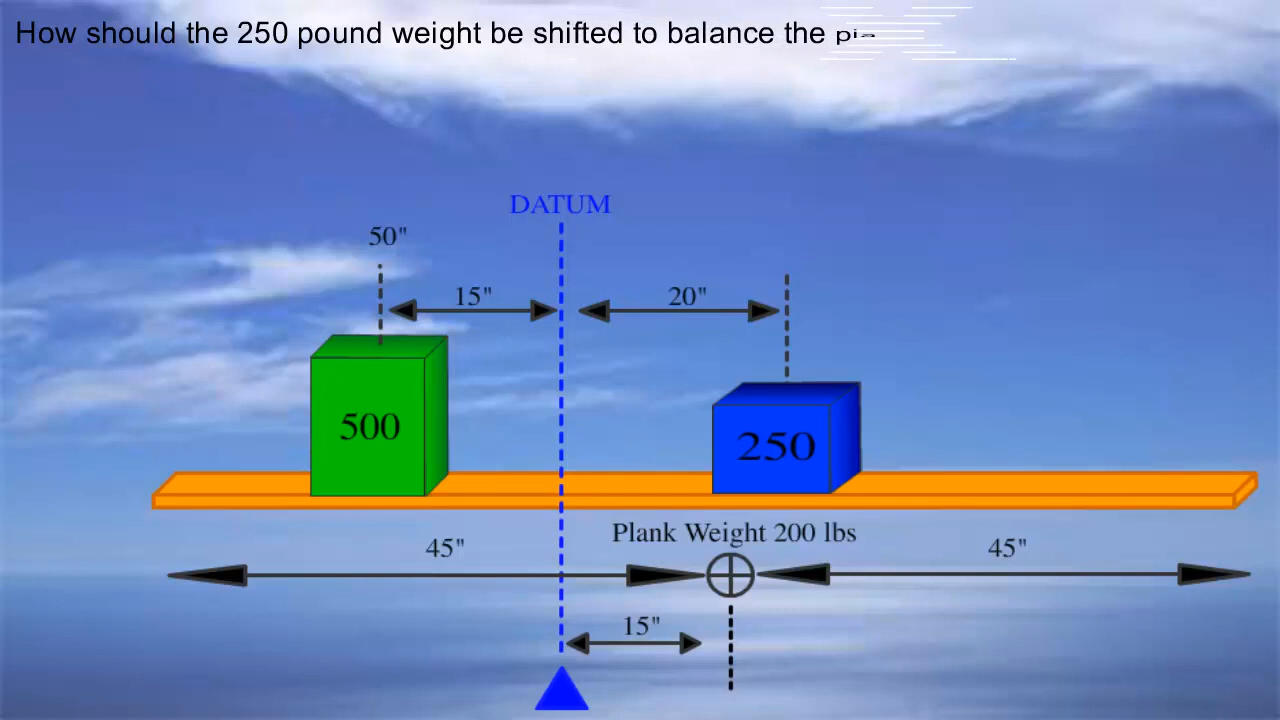 How should the 250 pound weight be shifted to balance the
DATUM
50"
15" 20"
500
250
Plank Weight 200 lbs
45" 45"
15"